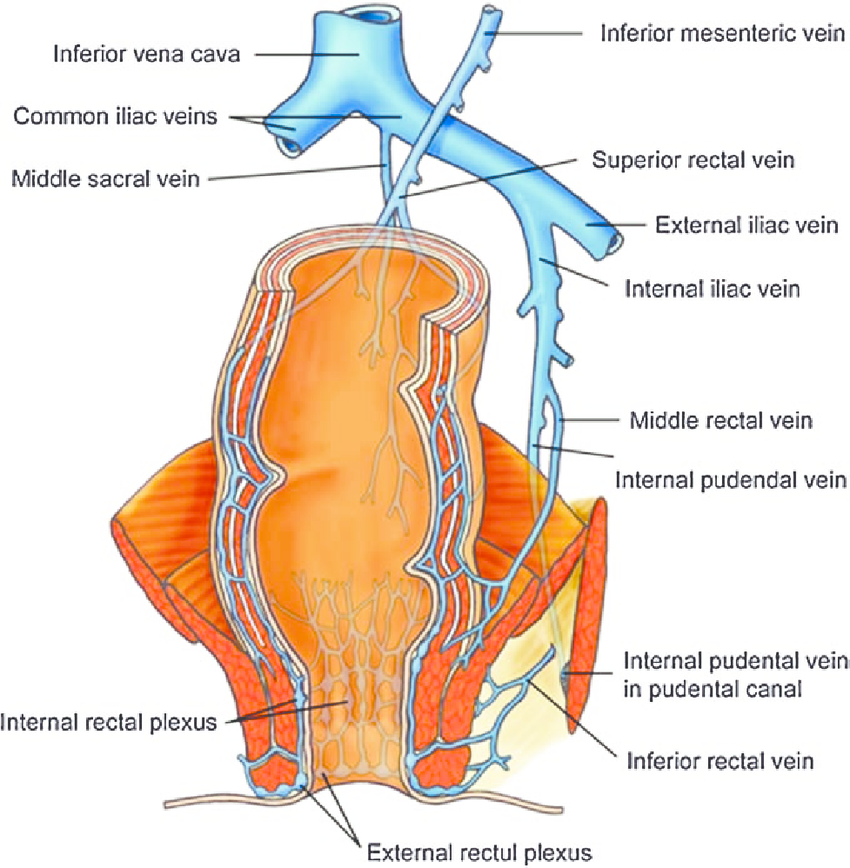 Inferior mesenteric vein
Inferior vena cava
Common iliac veins
Superior rectal vein
Middle sacral vein
External iliac vein
Internal iliac vein
Middle rectal vein
Internal pudendal vein
Internal pudental vein
in pudental canal
Internal rectal plexus
Inferior rectal vein
External rectul plexus